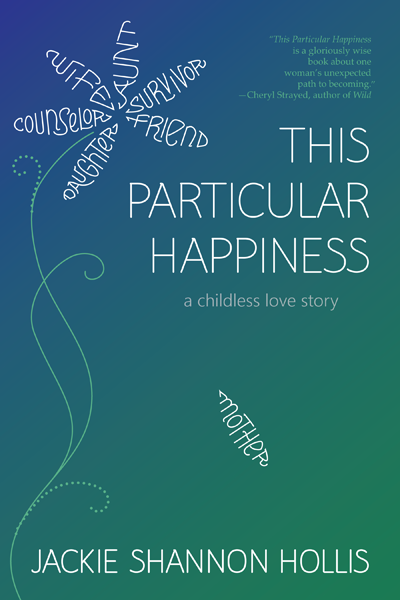 WIFE
AUNT
SURVIVOR
COUNSELOR
FRIEND
DAUGHTER
"This Particular Happiness
is a gloriously wise
book about one
woman's unexpected
path to becoming."
—Cheryl Strayed, author of Wild
THIS
PARTICULAR
HAPPINESS
a childless love story
MOTHER
JACKIE SHANNON HOLLIS